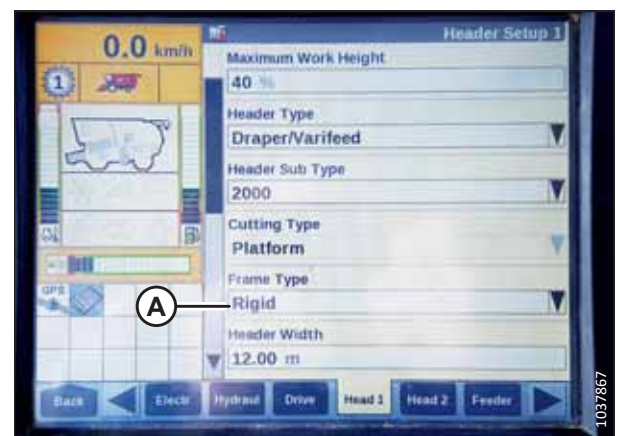 0.0 km/h
Header Setup 1
1
Maximum Work Height
40 %
Header Type
Draper/Varifeed
Header Sub Type
2000
Cutting Type
Platform
Frame Type
GPS
A
Rigid
Header Width
12.00 m
Back
Electr
Hydraul
Drive
Head 1
Head 2
Feeder
1037867